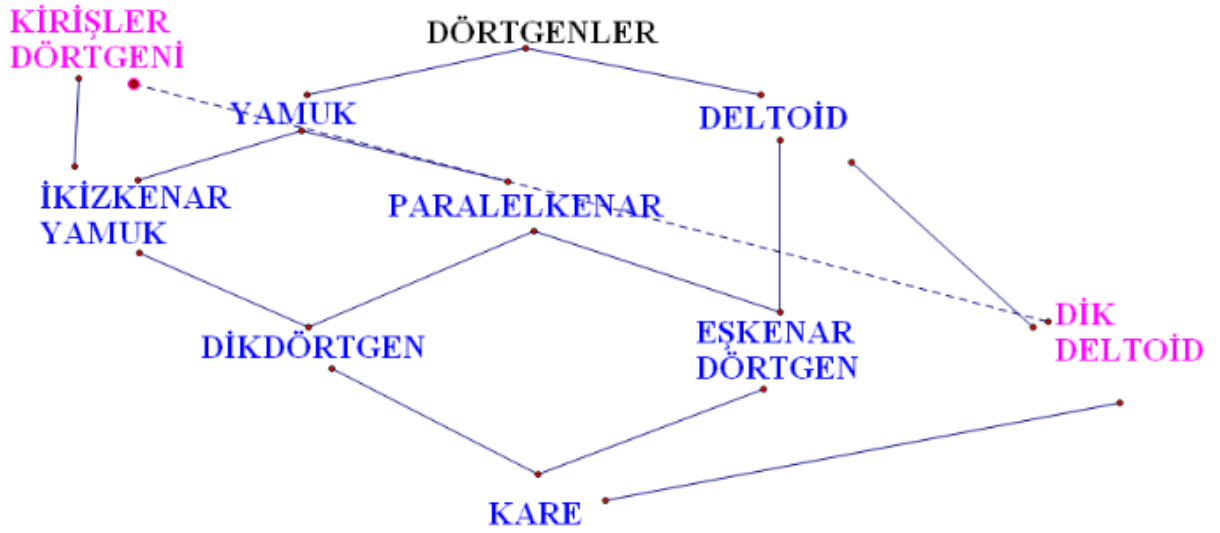 KİRİŞLER
DÖRTGENİ
DÖRTGENLER
YAMUK
DELTOİD
İKİZKENAR
YAMUK
PARALELKENAR
DİKDÖRTGEN
EŞKENAR
DÖRTGEN
DİK
DELTOİD
KARE